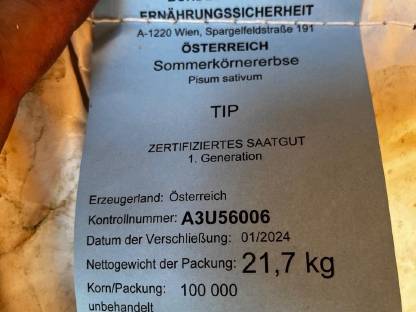 ERNÄHRUNGSSICHERHEIT
A-1220 Wien, Spargelfeldstraße 191
ÖSTERREICH
Sommerkörnererbse
Pisum sativum
TIP
ZERTIFIZIERTES SAATGUT
1. Generation
Erzeugerland: Österreich
Kontrollnummer: A3U56006
Datum der Verschließung: 01/2024
Nettogewicht der Packung: 21,7 kg
Korn/Packung: 100 000
unbehandelt